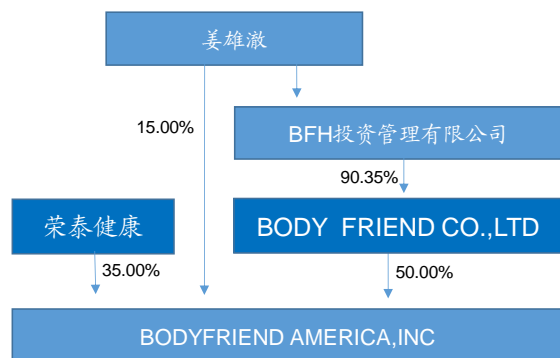 姜雄澈
15.00%
BFH投资管理有限公司
90.35%
荣泰健康
BODY FRIEND CO.,LTD
35.00%
50.00%
BODYFRIEND AMERICA,INC